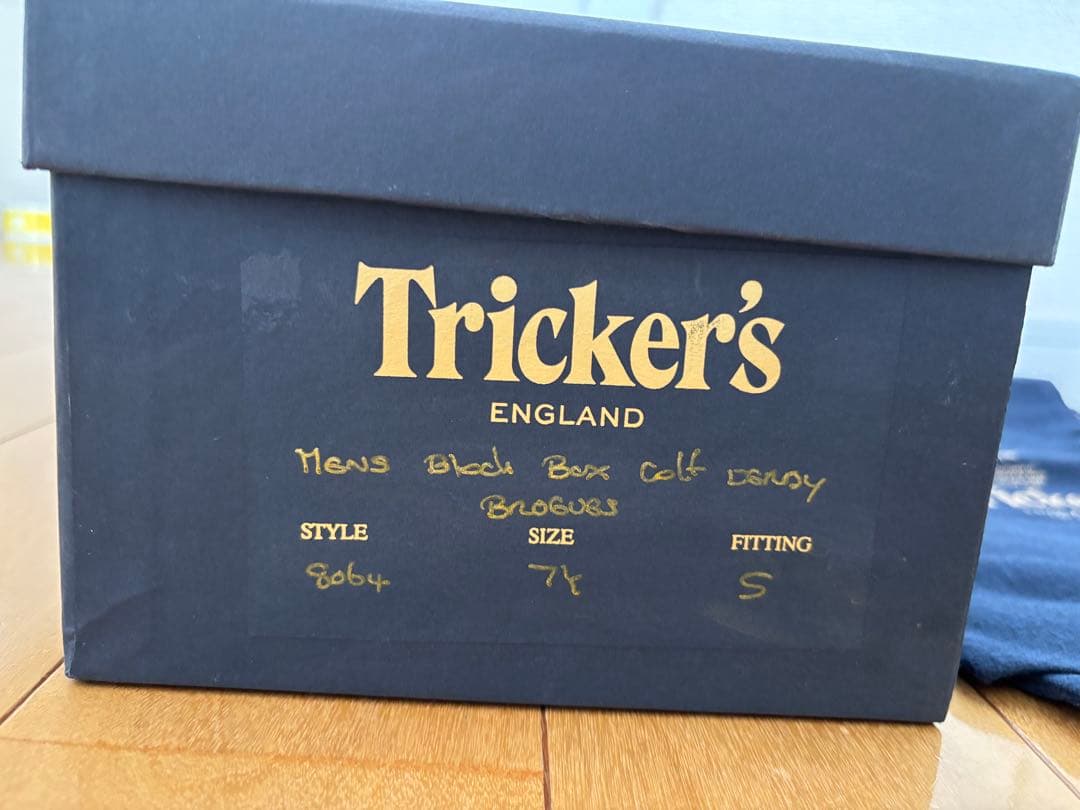 Tricker's
ENGLAND
MENS Black Box Calf DERBY
BROGUES
STYLE SIZE FITTING
8064 7½ 5